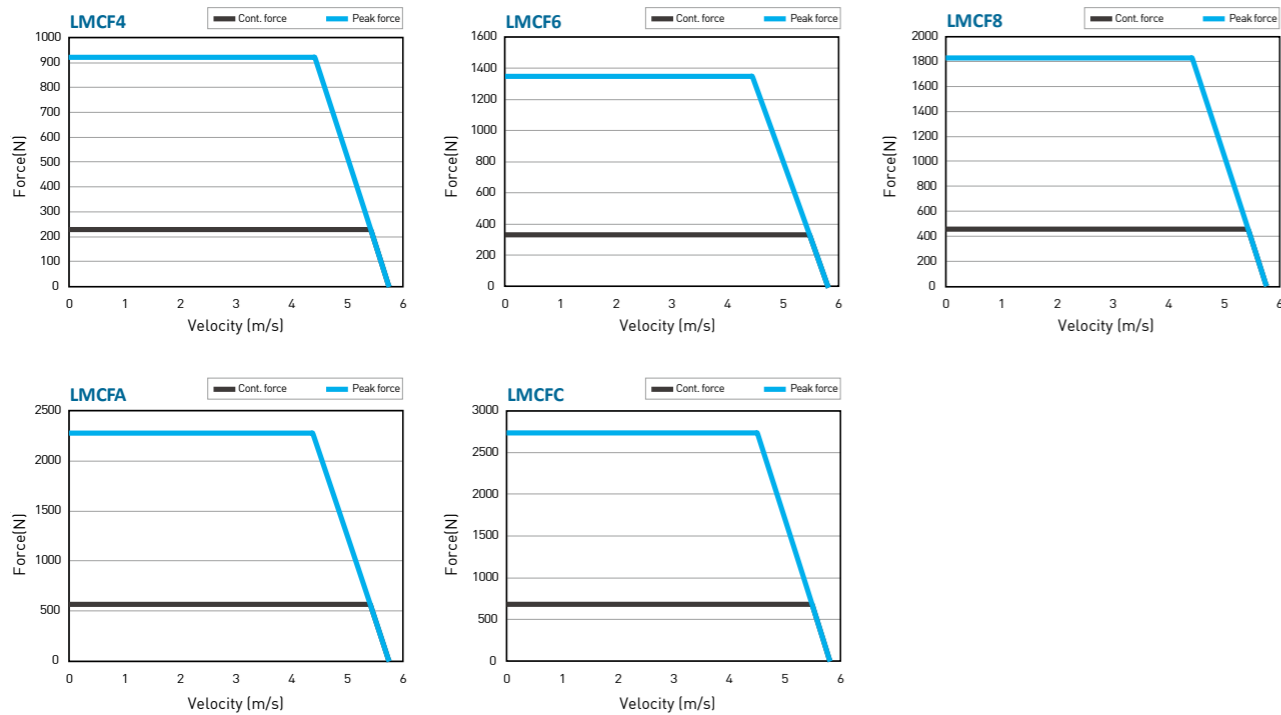 LMCF4
Cont. force
Peak force
1000
900
800
700
600
500
400
300
200
100
0
Force(N)
0 1 2 3 4 5 6
Velocity (m/s)
LMCF6
Cont. force
Peak force
1600
1400
1200
1000
800
600
400
200
0
Force(N)
0 1 2 3 4 5 6
Velocity (m/s)
LMCF8
Cont. force
Peak force
2000
1800
1600
1400
1200
1000
800
600
400
200
0
Force(N)
0 1 2 3 4 5 6
Velocity (m/s)
LMCFA
Cont. force
Peak force
2500
2000
1500
1000
500
0
Force(N)
0 1 2 3 4 5 6
Velocity (m/s)
LMCFC
Cont. force
Peak force
3000
2500
2000
1500
1000
500
0
Force(N)
0 1 2 3 4 5 6
Velocity (m/s)